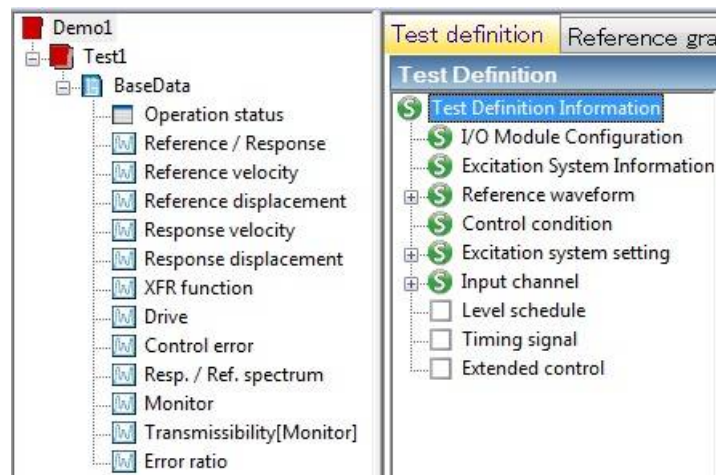 Demo1
Test1
BaseData
Operation status
Reference / Response
Reference velocity
Reference displacement
Response velocity
Response displacement
XFR function
Drive
Control error
Resp. / Ref. spectrum
Monitor
Transmissibility[Monitor]
Error ratio
Test definition Reference gra
Test Definition
S Test Definition Information
S I/O Module Configuration
S Excitation System Information
S Reference waveform
S Control condition
S Excitation system setting
S Input channel
Level schedule
Timing signal
Extended control